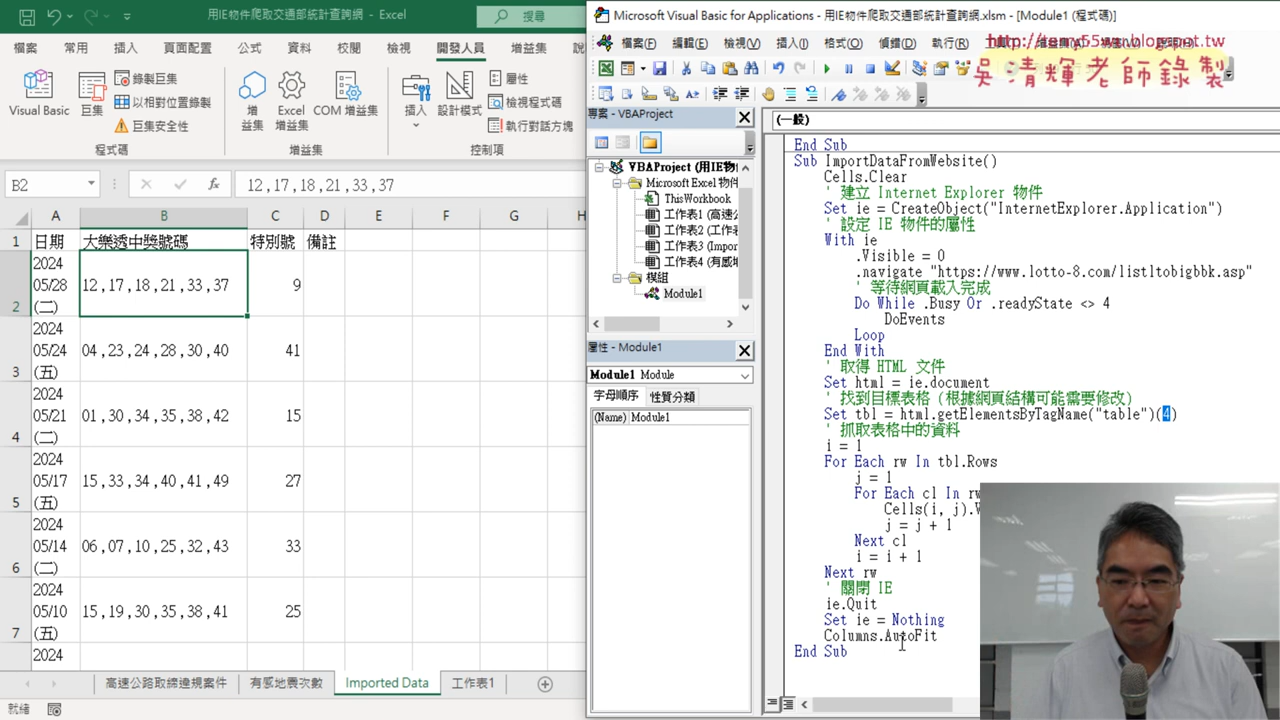 用IE物件爬取交通部統計查詢網 - Excel
搜尋
檔案 常用 插入 頁面配置 公式 資料 校閱 檢視 開發人員 增益集
Visual Basic
巨集
錄製巨集
以相對位置錄製
巨集安全性
程式碼
增益集
Excel 增益集
COM 增益集
增益集
插入
設計模式
屬性
檢視程式碼
執行對話方塊
控制項
B2
fx
12,17,18,21,33,37
A B C D E F G H
1 日期 大樂透中獎號碼 特別號 備註
2 2024 05/28 (二) 12,17,18,21,33,37 9
3 2024 05/24 (五) 04,23,24,28,30,40 41
4 2024 05/21 (二) 01,30,34,35,38,42 15
5 2024 05/17 (五) 15,33,34,40,41,49 27
6 2024 05/14 (二) 06,07,10,25,32,43 33
7 2024 05/10 (五) 15,19,30,35,38,41 25
2024
高速公路取締違規案件 有感地震次數 Imported Data 工作表1
就緒
Microsoft Visual Basic for Applications - 用IE物件爬取交通部統計查詢網.xlsm - [Module1 (程式碼)]
檔案(F) 編輯(E) 檢視(V) 插入(I) 格式(O) 偵錯(D) 執行(R)
吳清輝老師錄製
專案 - VBAProject
VBAProject (用IE物
Microsoft Excel 物件
ThisWorkbook
工作表1 (高速公
工作表2 (工作表
工作表3 (Impor
工作表4 (有感地
模組
Module1
屬性 - Module1
Module1 Module
字母順序 性質分類
(Name) Module1
(一般)
End Sub
Sub ImportDataFromWebsite()
Cells.Clear
' 建立 Internet Explorer 物件
Set ie = CreateObject("InternetExplorer.Application")
' 設定 IE 物件的屬性
With ie
.Visible = 0
.navigate "https://www.lotto-8.com/listltobigbbk.asp"
' 等待網頁載入完成
Do While .Busy Or .readyState <> 4
DoEvents
Loop
End With
' 取得 HTML 文件
Set html = ie.document
' 找到目標表格 (根據網頁結構可能需要修改)
Set tbl = html.getElementsByTagName("table")(4)
' 抓取表格中的資料
i = 1
For Each rw In tbl.Rows
j = 1
For Each cl In rw
Cells(i, j).V
j = j + 1
Next cl
i = i + 1
Next rw
' 關閉 IE
ie.Quit
Set ie = Nothing
Columns.AutoFit
End Sub